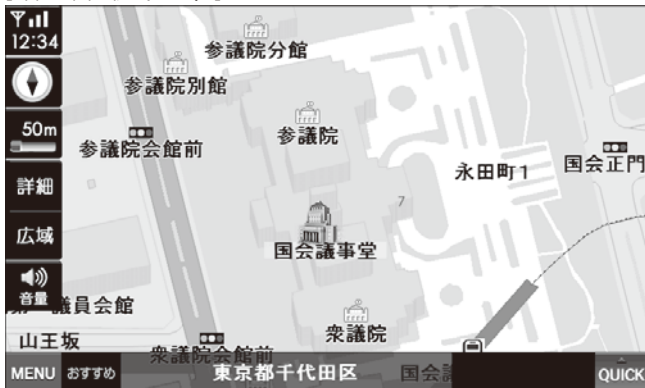 12:34
50m
詳細
広域
音量
参議院分館
参議院別館
参議院会館前
参議院
永田町1
国会正門
7
国会議事堂
議員会館
衆議院
山王坂
衆議院会館前
国会
MENU
おすすめ
東京都千代田区
QUICK